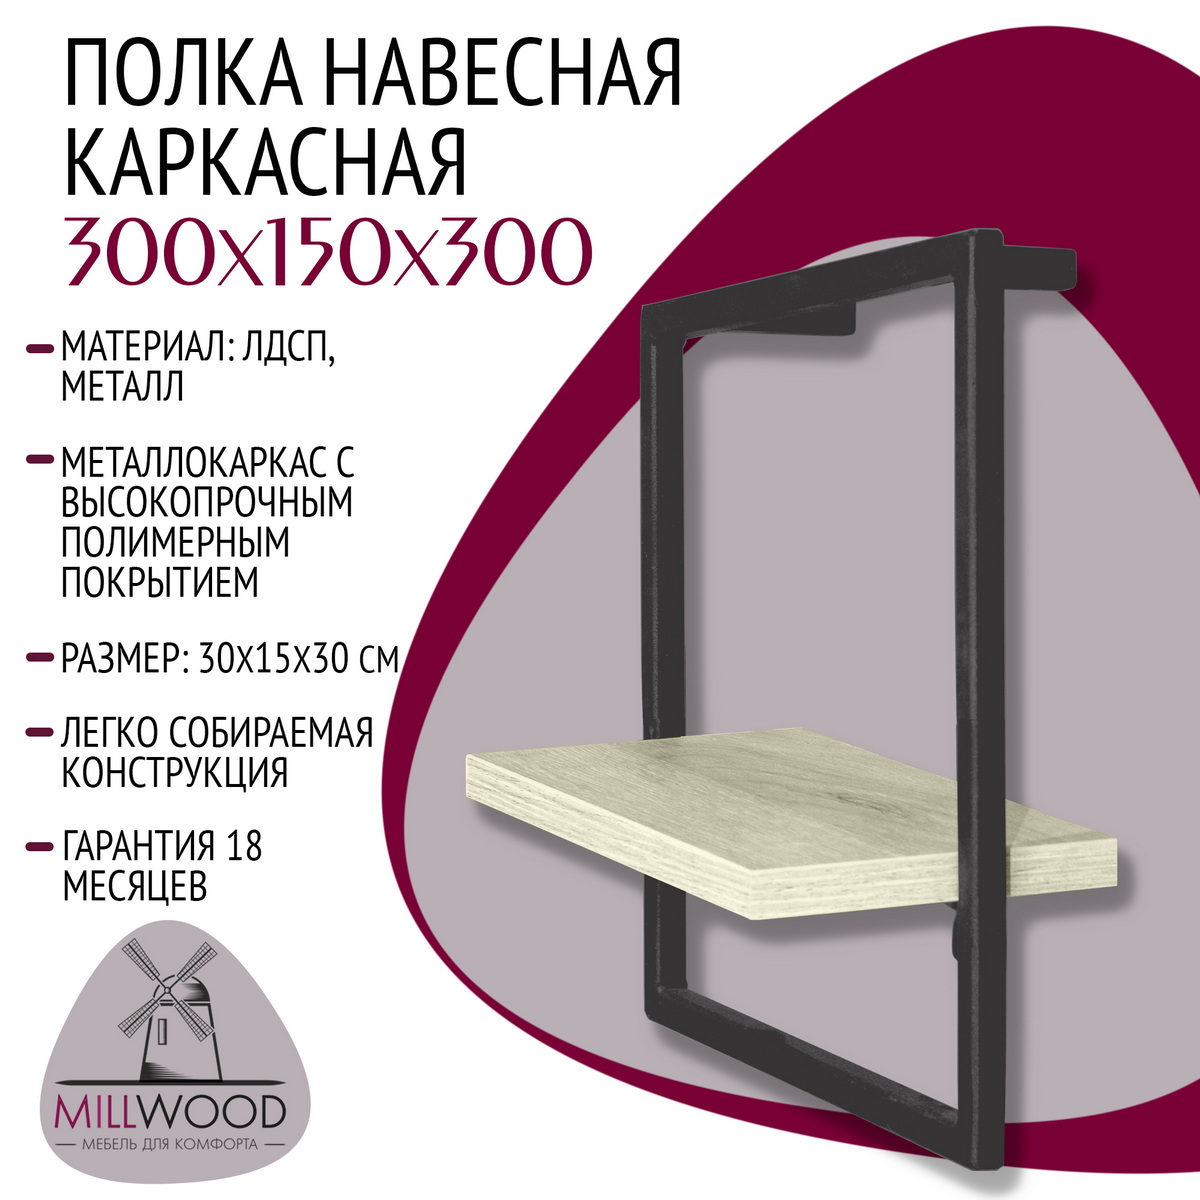 ПОЛКА НАВЕСНАЯ
КАРКАСНАЯ
300х150х300
МАТЕРИАЛ: ЛДСП,
МЕТАЛЛ
МЕТАЛЛОКАРКАС С
ВЫСОКОПРОЧНЫМ
ПОЛИМЕРНЫМ
ПОКРЫТИЕМ
РАЗМЕР: 30Х15Х30 СМ
ЛЕГКО СОБИРАЕМАЯ
КОНСТРУКЦИЯ
ГАРАНТИЯ 18
МЕСЯЦЕВ
MILLWOOD
МЕБЕЛЬ ДЛЯ КОМФОРТА